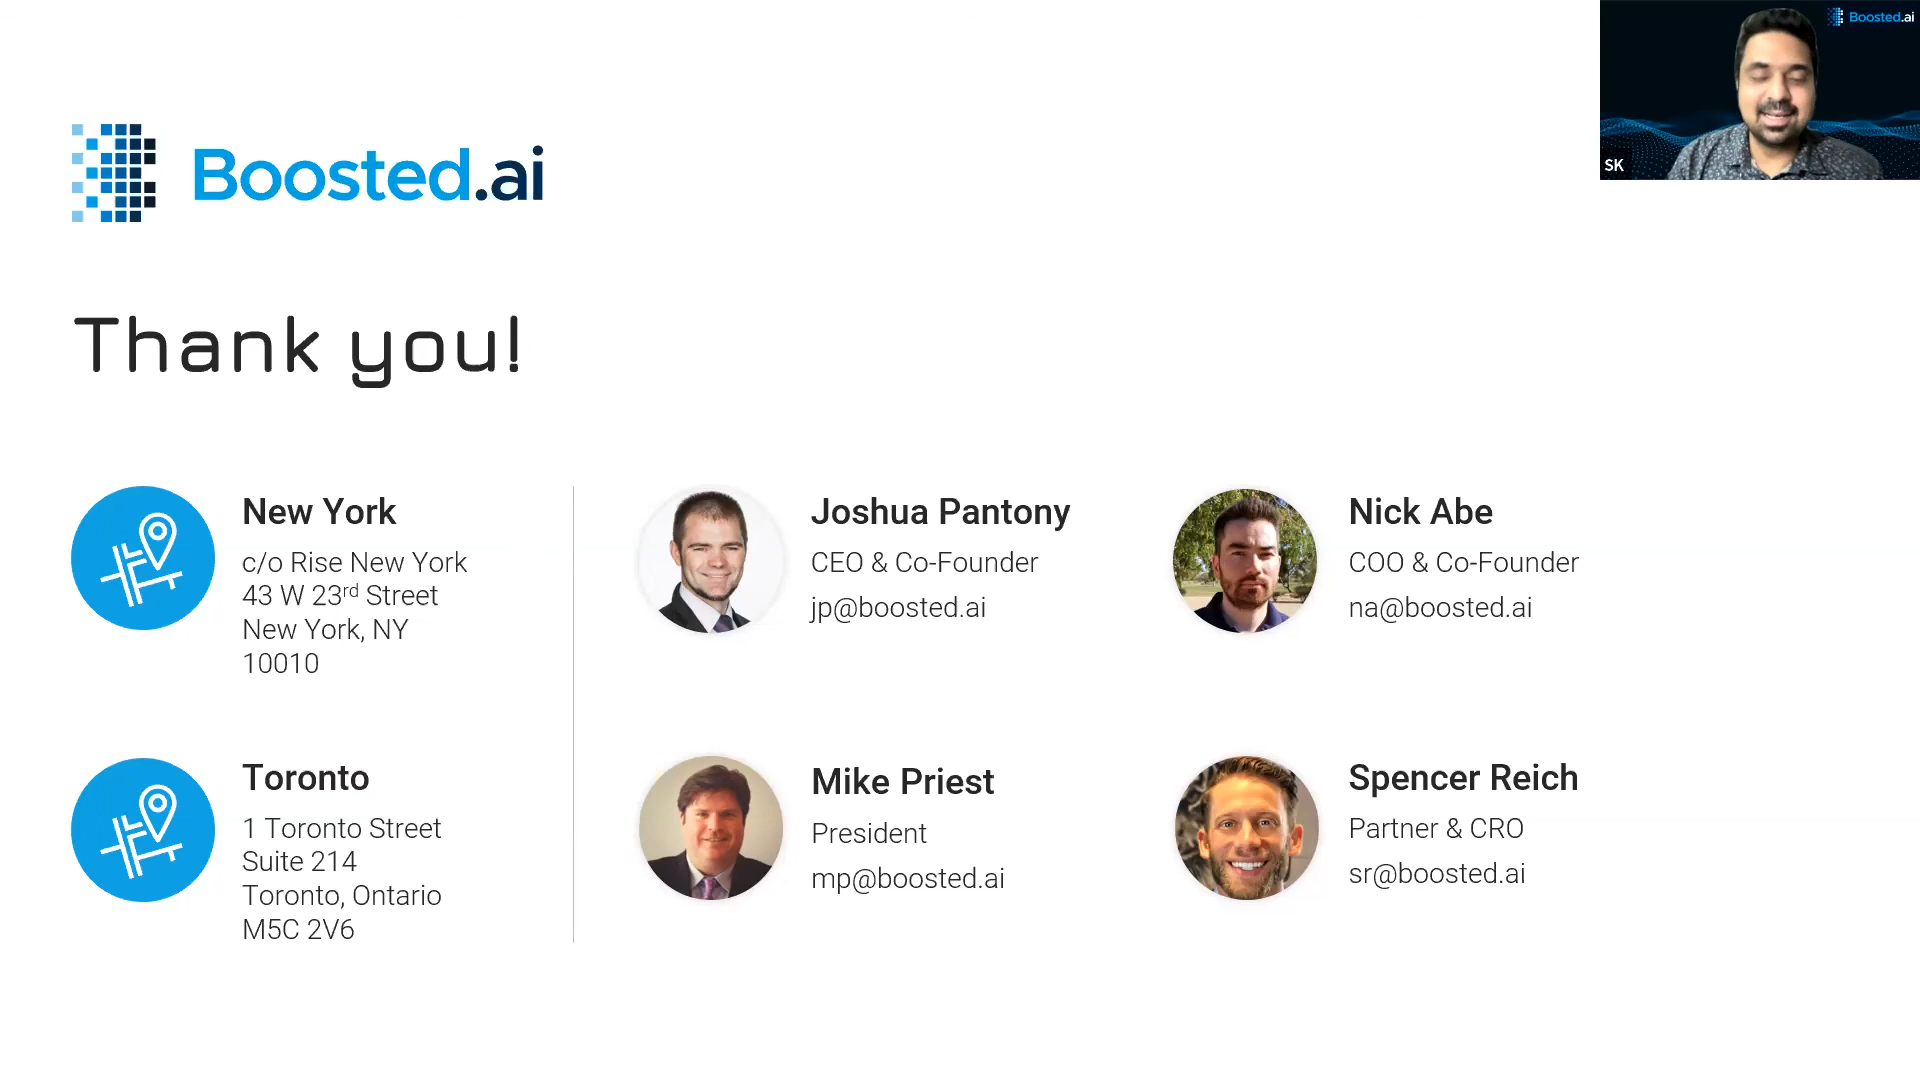 Boosted.ai
SK
Boosted.ai
Thank you!
New York
c/o Rise New York
43 W 23rd Street
New York, NY
10010
Toronto
1 Toronto Street
Suite 214
Toronto, Ontario
M5C 2V6
Joshua Pantony
CEO & Co-Founder
jp@boosted.ai
Nick Abe
COO & Co-Founder
na@boosted.ai
Mike Priest
President
mp@boosted.ai
Spencer Reich
Partner & CRO
sr@boosted.ai